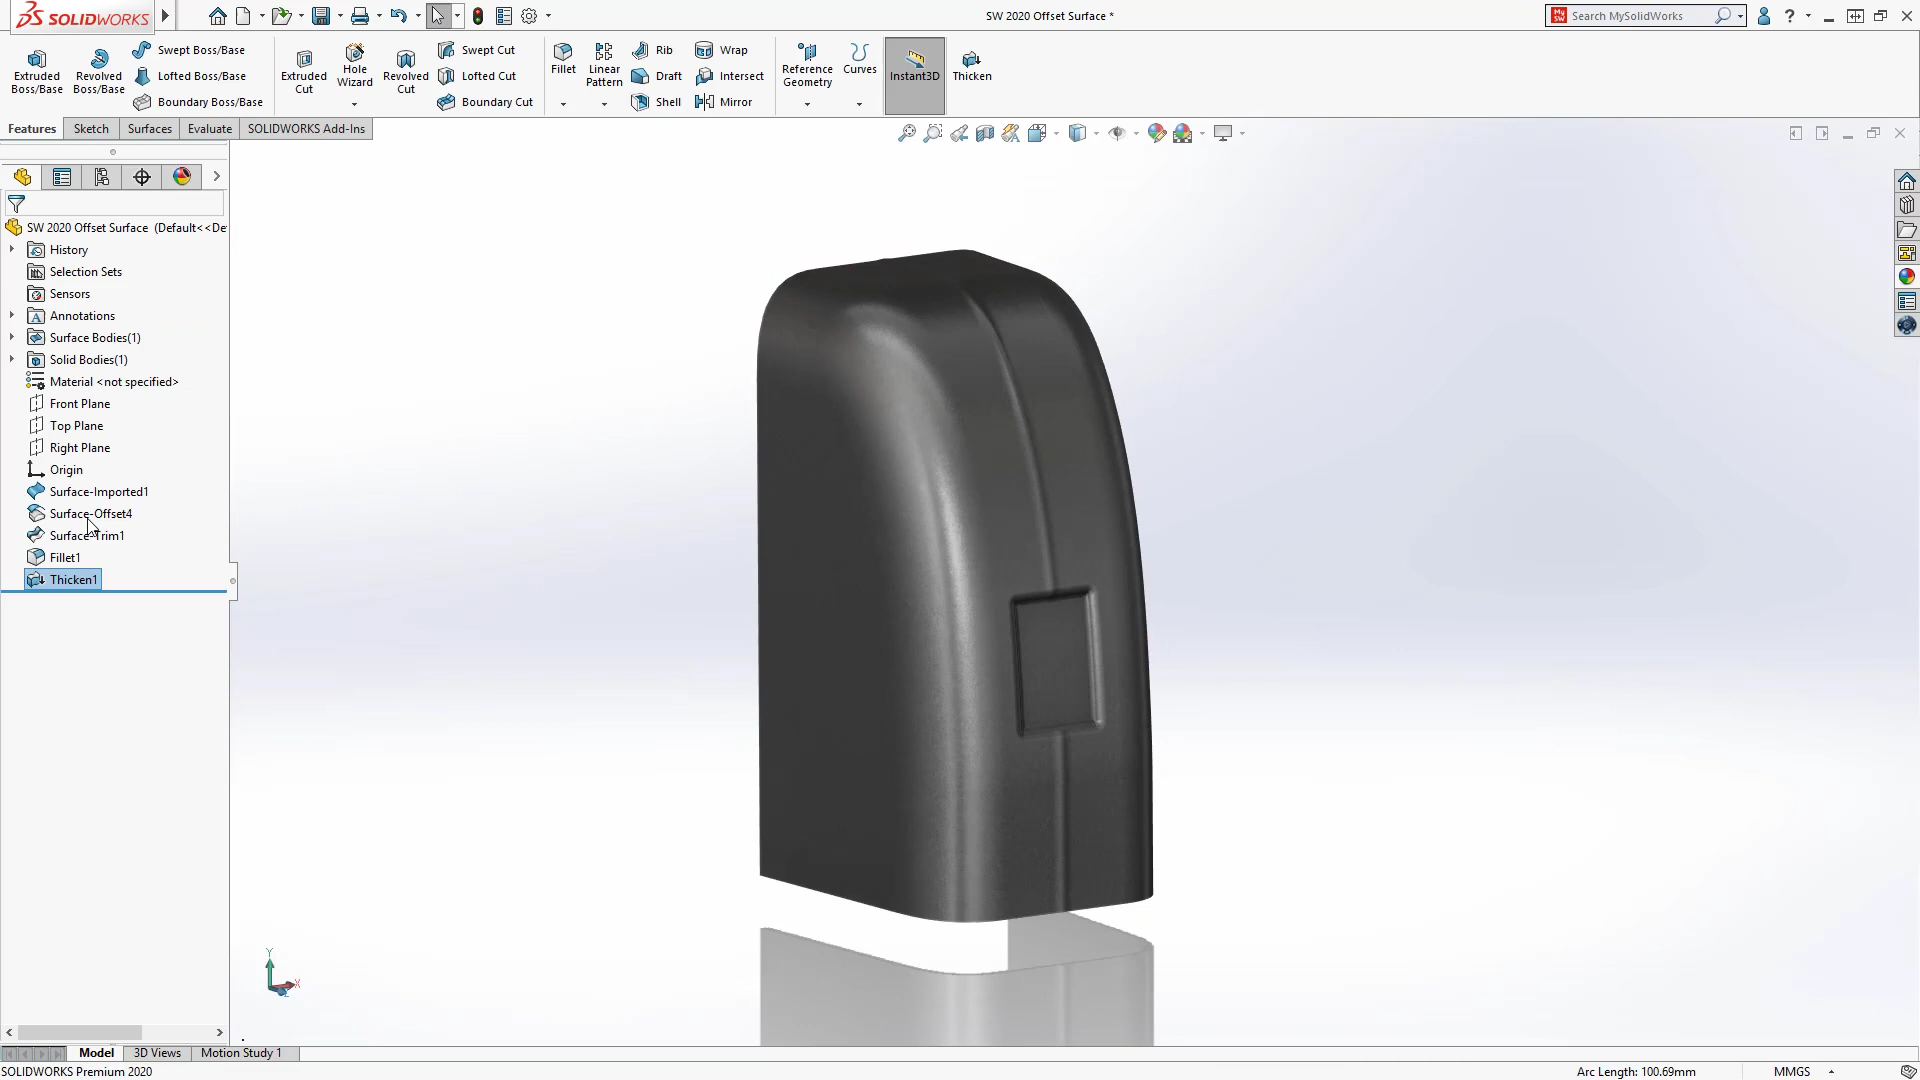 SOLIDWORKS
SW 2020 Offset Surface *
Search MySolidWorks
Extruded Boss/Base
Revolved Boss/Base
Swept Boss/Base
Lofted Boss/Base
Boundary Boss/Base
Extruded Cut
Hole Wizard
Revolved Cut
Swept Cut
Lofted Cut
Boundary Cut
Fillet
Linear Pattern
Rib
Draft
Shell
Wrap
Intersect
Mirror
Reference Geometry
Curves
Instant3D
Thicken
Features
Sketch
Surfaces
Evaluate
SOLIDWORKS Add-Ins
SW 2020 Offset Surface (Default<<De
History
Selection Sets
Sensors
Annotations
Surface Bodies(1)
Solid Bodies(1)
Material <not specified>
Front Plane
Top Plane
Right Plane
Origin
Surface-Imported1
Surface-Offset4
Surface-Trim1
Fillet1
Thicken1
Y
X
Z
Model
3D Views
Motion Study 1
SOLIDWORKS Premium 2020
Arc Length: 100.69mm
MMGS